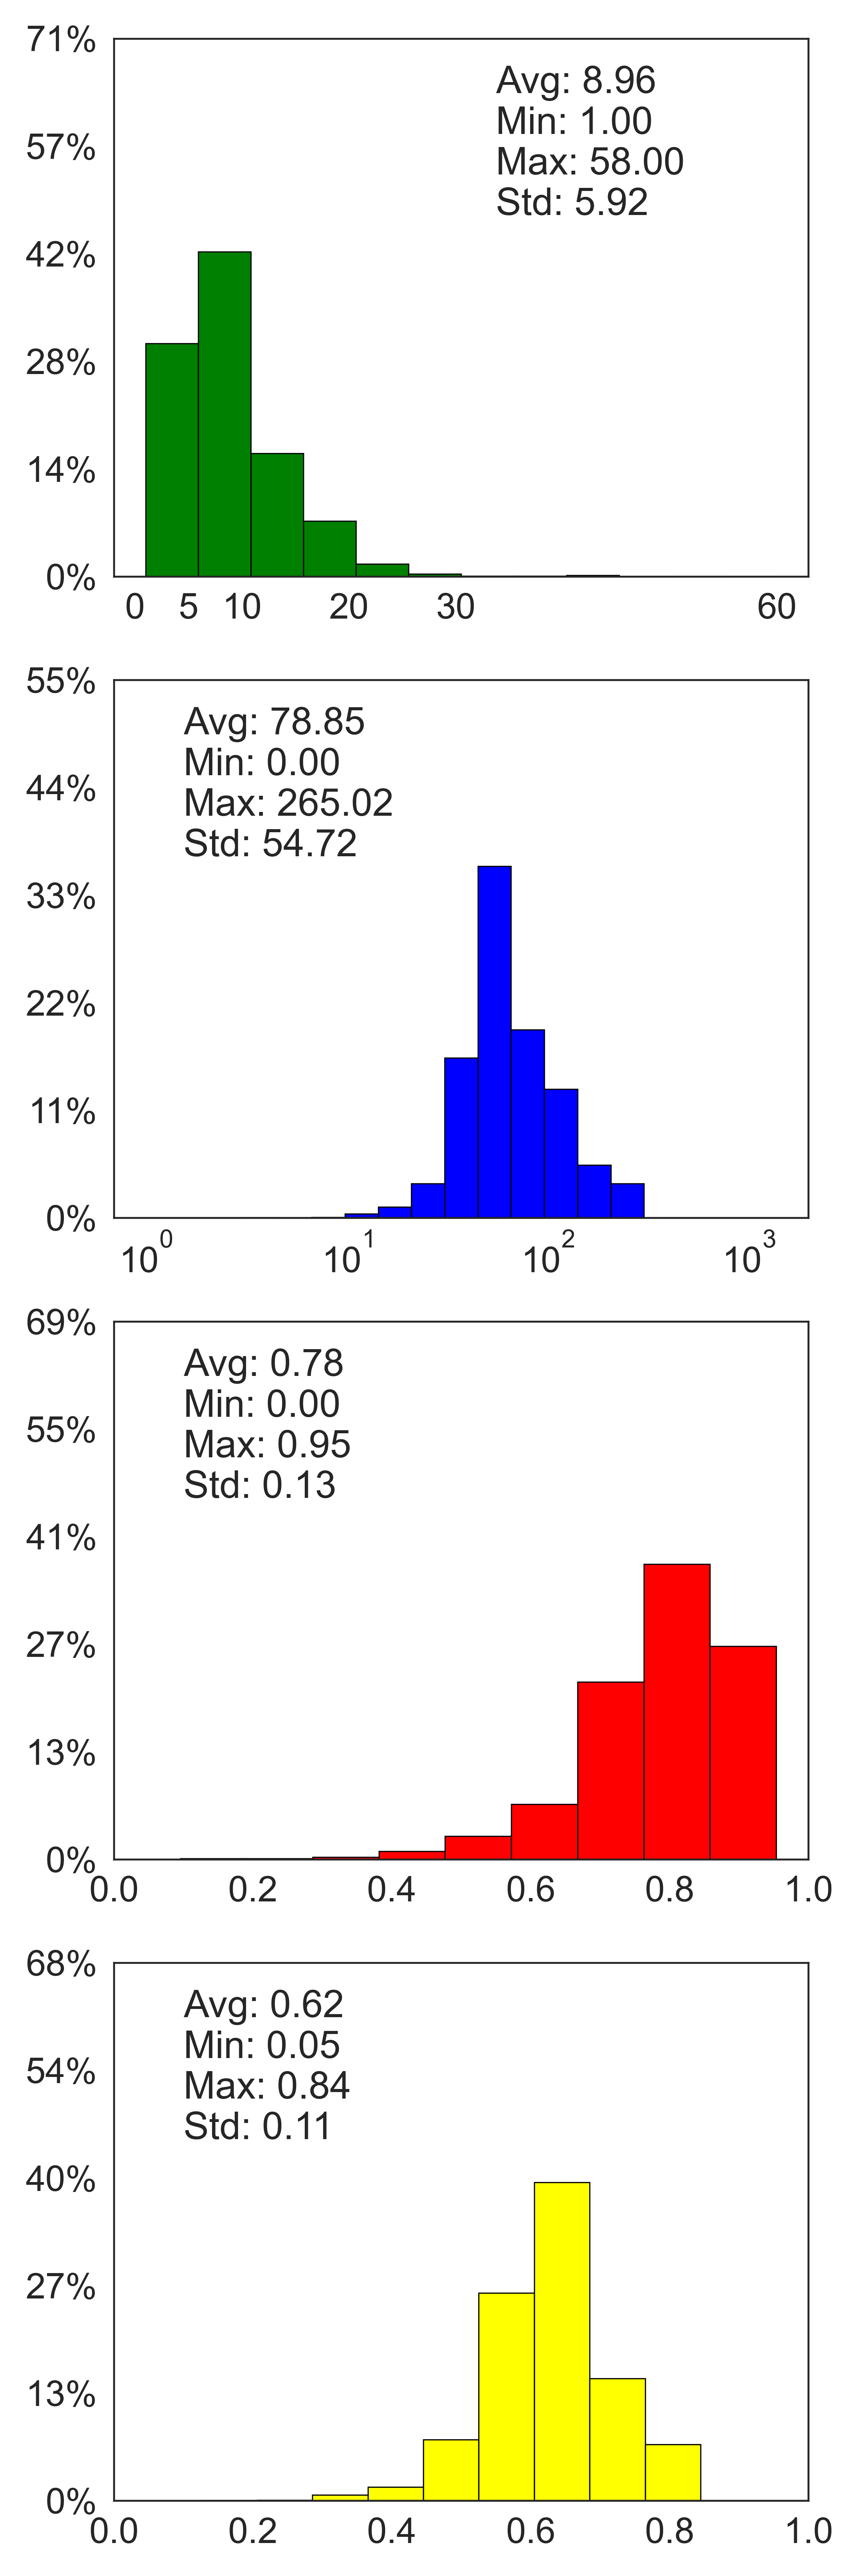 71%
Avg: 8.96
Min: 1.00
57%
Max: 58.00
Std: 5.92
42%
28%
14%
0%
0 5 10 20 30 60
55%
Avg: 78.85
Min: 0.00
44%
Max: 265.02
Std: 54.72
33%
22%
11%
0%
10^0 10^1 10^2 10^3
69%
Avg: 0.78
Min: 0.00
55%
Max: 0.95
Std: 0.13
41%
27%
13%
0%
0.0 0.2 0.4 0.6 0.8 1.0
68%
Avg: 0.62
Min: 0.05
54%
Max: 0.84
Std: 0.11
40%
27%
13%
0%
0.0 0.2 0.4 0.6 0.8 1.0